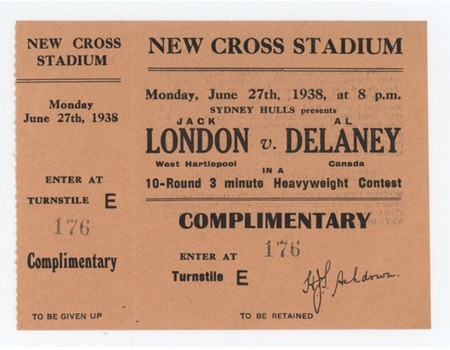 NEW CROSS
STADIUM
Monday
June 27th, 1938
ENTER AT
TURNSTILE E
176
Complimentary
TO BE GIVEN UP
NEW CROSS STADIUM
Monday, June 27th, 1938, at 8 p.m.
SYDNEY HULLS presents
JACK AL
LONDON v. DELANEY
West Hartlepool Canada
IN A
10-Round 3 minute Heavyweight Contest
COMPLIMENTARY
176
ENTER AT
Turnstile E
Ashdown.
TO BE RETAINED